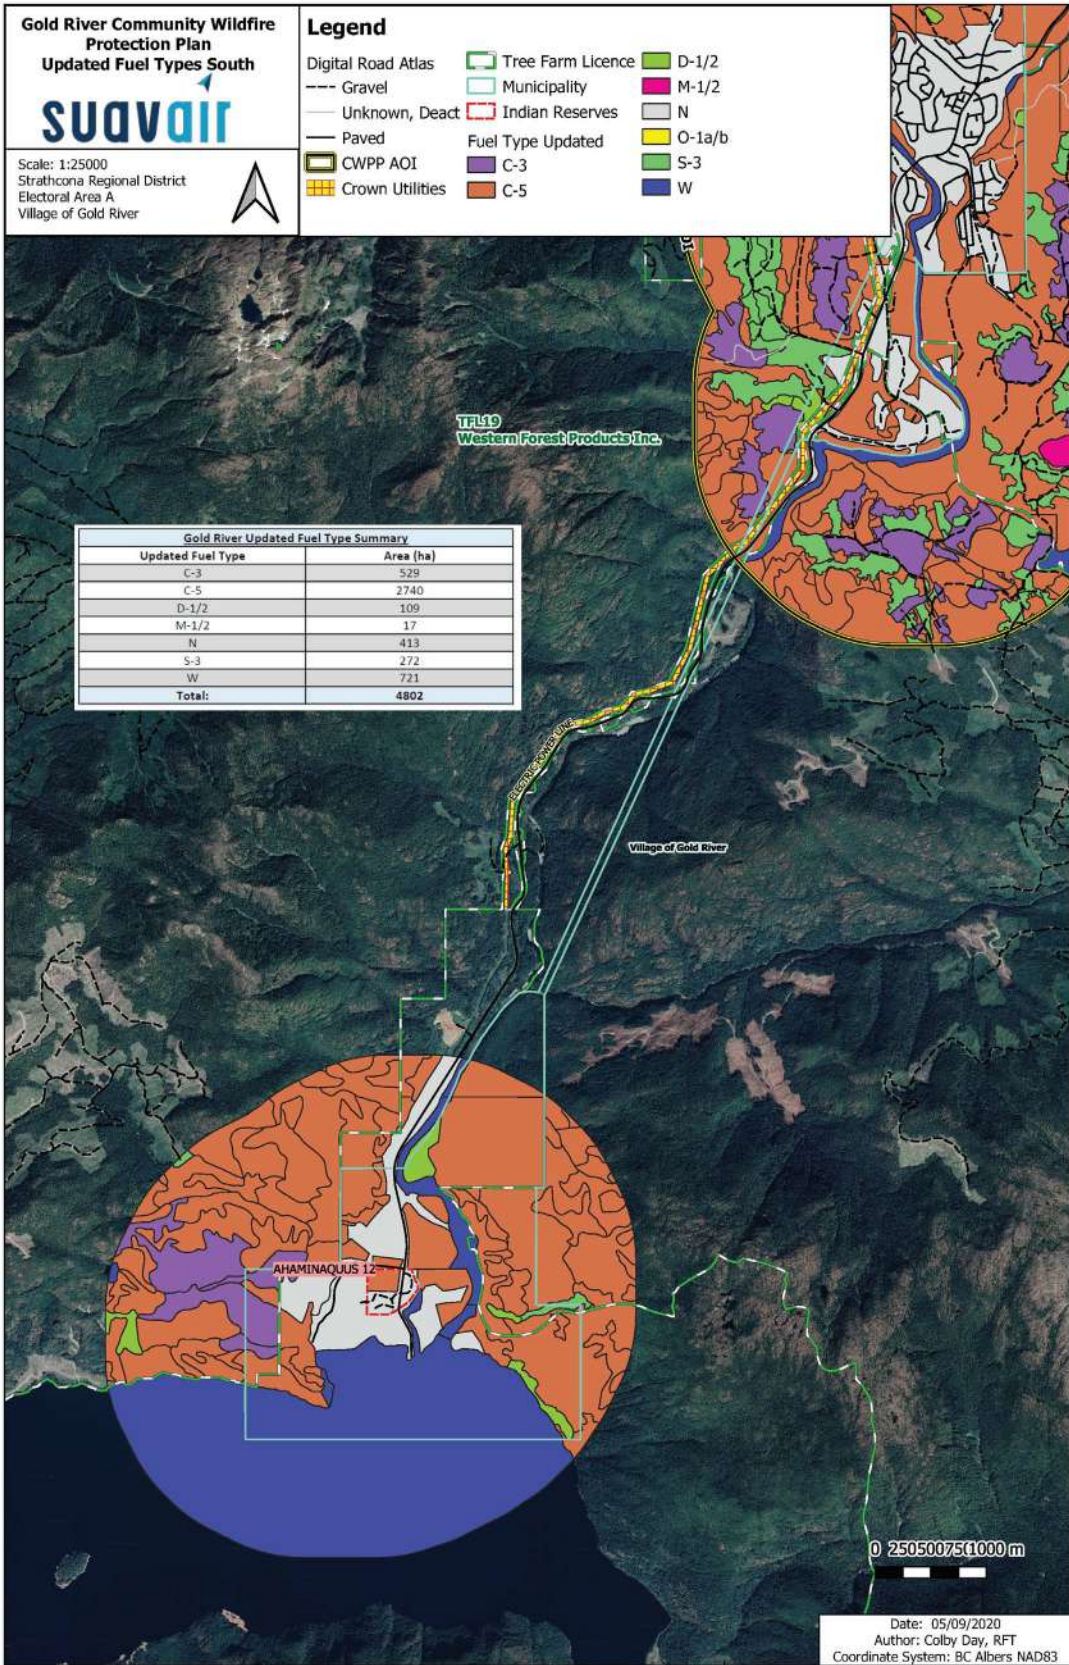 Gold River Community Wildfire
Protection Plan
Updated Fuel Types South
suavair
Scale: 1:25000
Strathcona Regional District
Electoral Area A
Village of Gold River
Legend
Digital Road Atlas
Gravel
Unknown, Deact
Paved
CWPP AOI
Crown Utilities
Tree Farm Licence
Municipality
Indian Reserves
Fuel Type Updated
C-3
C-5
D-1/2
M-1/2
N
O-1a/b
S-3
W
TFL19
Western Forest Products Inc.
Gold River Updated Fuel Type Summary
Updated Fuel Type Area (ha)
C-3 529
C-5 2740
D-1/2 109
M-1/2 17
N 413
S-3 272
W 721
Total: 4802
ELECTRIC POWER LINE
Village of Gold River
AHAMINAQUUS 12
0 25050075(1000 m
Date: 05/09/2020
Author: Colby Day, RFT
Coordinate System: BC Albers NAD83